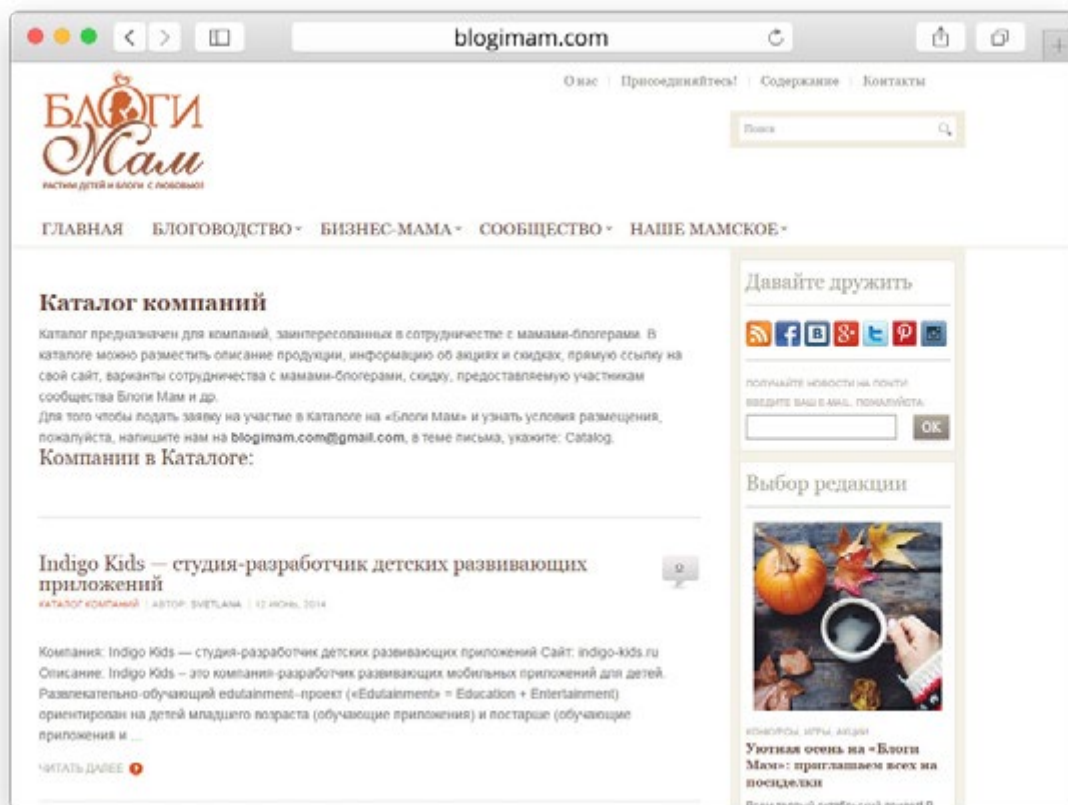 blogimam.com
О нас
Присоединяйтесь!
Содержание
Контакты
Поиск
БЛОГИ
Мам
РАСТИМ ДЕТЕЙ И БЛОГИ С ЛЮБОВЬЮ!
ГЛАВНАЯ
БЛОГОВОДСТВО
БИЗНЕС-МАМА
СООБЩЕСТВО
НАШЕ МАМСКОЕ
Каталог компаний
Каталог предназначен для компаний, заинтересованных в сотрудничестве с мамами-блогерами. В
каталоге можно разместить описание продукции, информацию об акциях и скидках, прямую ссылку на
свой сайт, варианты сотрудничества с мамами-блогерами, скидку, предоставляемую участникам
сообщества Блоги Мам и др.
Для того чтобы подать заявку на участие в Каталоге на «Блоги Мам» и узнать условия размещения,
пожалуйста, напишите нам на blogimam.com@gmail.com, в теме письма, укажите: Catalog.
Компании в Каталоге:
Indigo Kids — студия-разработчик детских развивающих
приложений
0
КАТАЛОГ КОМПАНИЙ | АВТОР: SVETLANA | 12 ИЮНЬ, 2014
Компания: Indigo Kids — студия-разработчик детских развивающих приложений Сайт: indigo-kids.ru
Описание: Indigo Kids – это компания-разработчик развивающих мобильных приложений для детей.
Развлекательно-обучающий edutainment–проект («Edutainment» = Education + Entertainment)
ориентирован на детей младшего возраста (обучающие приложения) и постарше (обучающие
приложения и ...
ЧИТАТЬ ДАЛЕЕ
Давайте дружить
ПОЛУЧАЙТЕ НОВОСТИ НА ПОЧТУ
ВВЕДИТЕ ВАШ E-MAIL, ПОЖАЛУЙСТА
OK
Выбор редакции
КОНКУРСЫ, ИГРЫ, АКЦИИ
Уютная осень на «Блоги
Мам»: приглашаем всех на
посиделки